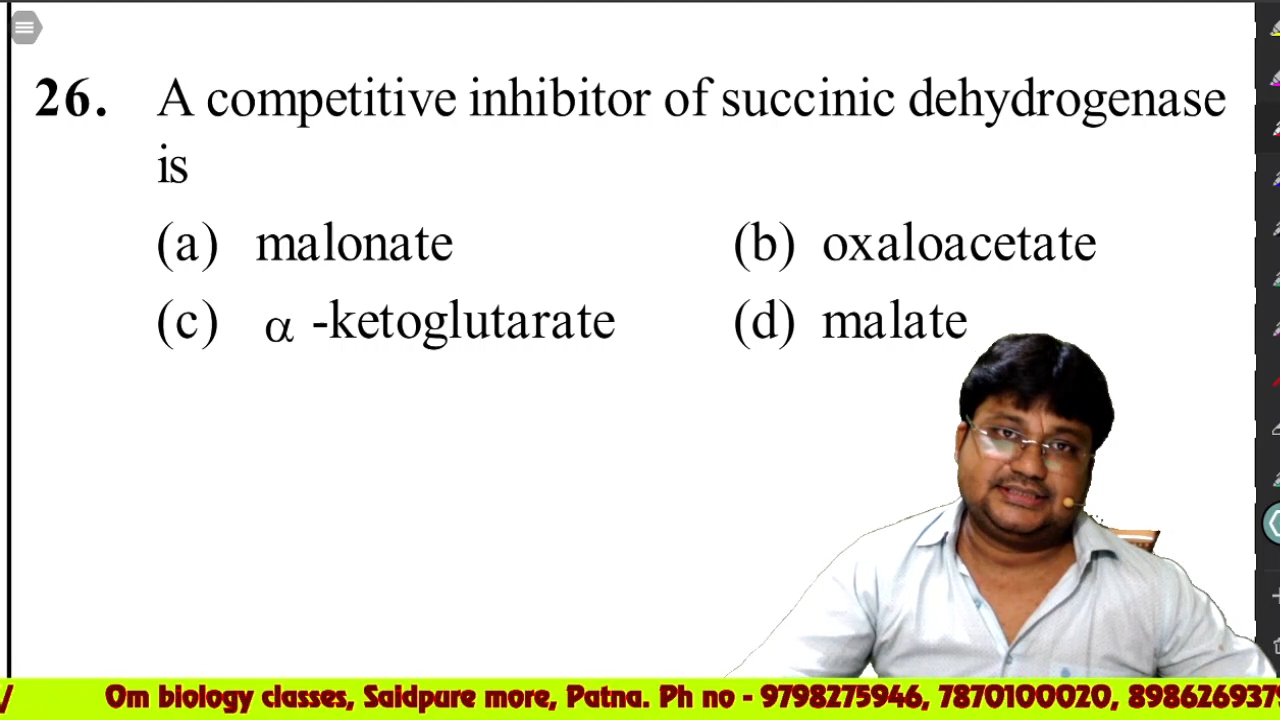 26. A competitive inhibitor of succinic dehydrogenase
is
(a) malonate (b) oxaloacetate
(c) α -ketoglutarate (d) malate
Om biology classes, Saidpure more, Patna. Ph no - 9798275946, 7870100020, 898626937